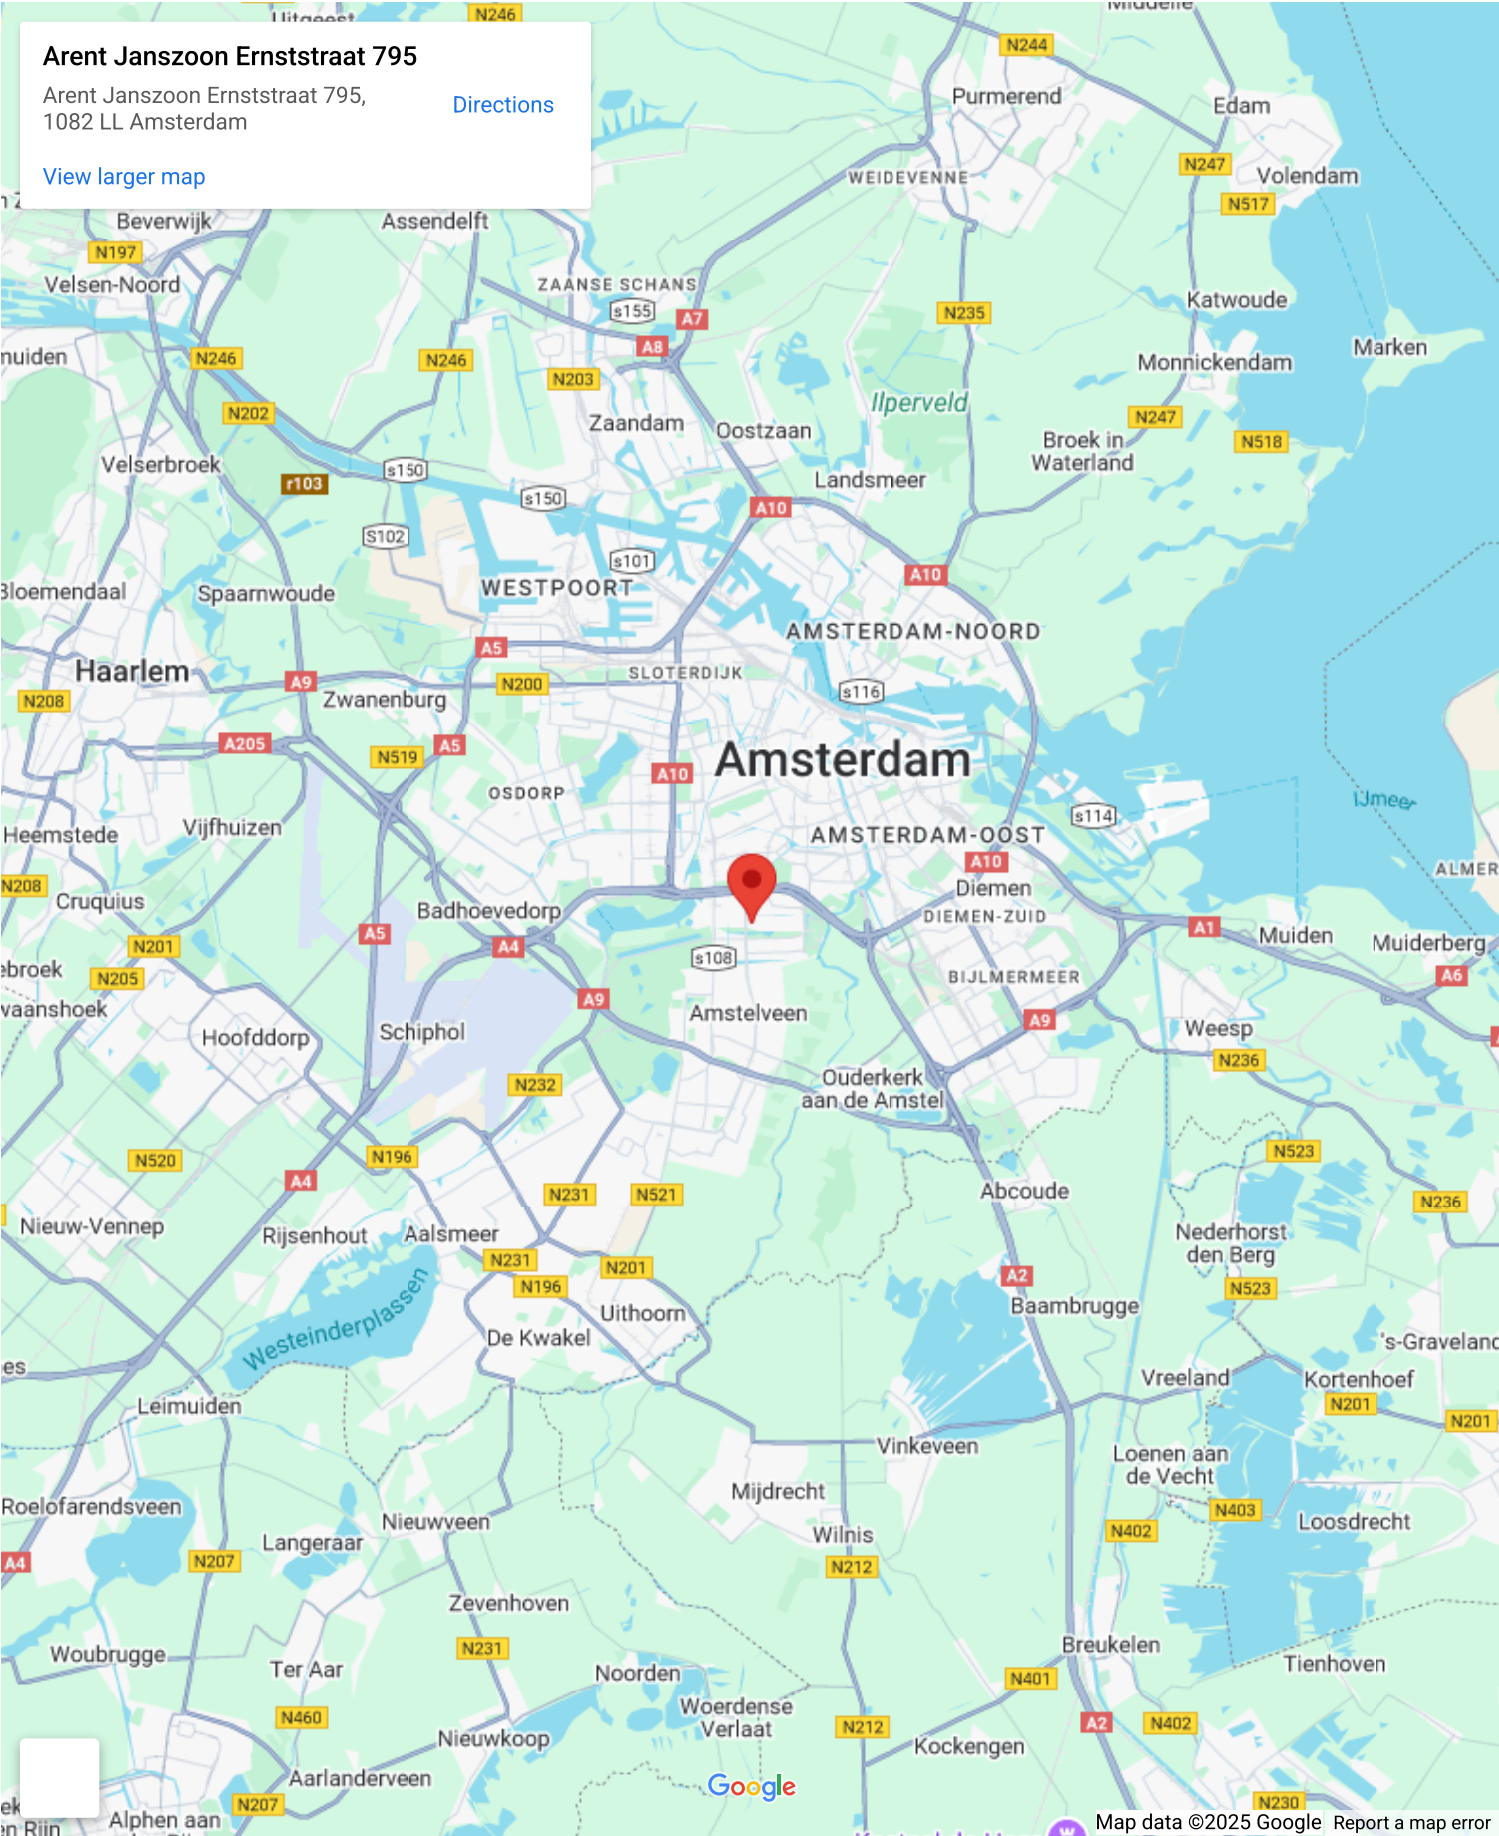 Uitgeest
N246
Middelie
N244
Arent Janszoon Ernststraat 795
Arent Janszoon Ernststraat 795,
1082 LL Amsterdam
Directions
View larger map
Purmerend
Edam
N247
Volendam
WEIDEVENNE
N517
Beverwijk
Assendelft
N197
Velsen-Noord
ZAANSE SCHANS
s155
A7
N235
Katwoude
A8
Marken
muiden
N246
N246
N203
Monnickendam
Ilperveld
N202
Zaandam
Oostzaan
N247
N518
Broek in
Waterland
Velserbroek
s150
r103
Landsmeer
s150
A10
S102
s101
A10
Bloemendaal
Spaarnwoude
WESTPOORT
AMSTERDAM-NOORD
A5
Haarlem
SLOTERDIJK
A9
N200
s116
N208
Zwanenburg
A205
A5
N519
Amsterdam
A10
OSDORP
IJmeer
s114
Heemstede
Vijfhuizen
AMSTERDAM-OOST
A10
ALMER
N208
Diemen
Cruquius
Badhoevedorp
DIEMEN-ZUID
A5
A1
Muiden
Muiderberg
N201
A4
s108
N205
BIJLMERMEER
A6
A9
waanshoek
Amstelveen
A9
Weesp
Hoofddorp
Schiphol
N236
N232
Ouderkerk
aan de Amstel
N520
N196
N523
A4
N231
N521
Abcoude
N236
Nieuw-Vennep
Rijsenhout
Aalsmeer
Nederhorst
den Berg
N231
N201
A2
N196
N523
Westeinderplassen
Uithoorn
Baambrugge
De Kwakel
's-Graveland
Vreeland
Kortenhoef
Leimuiden
N201
N201
Vinkeveen
Loenen aan
de Vecht
Mijdrecht
Roelofarendsveen
N403
Nieuwveen
Loosdrecht
Langeraar
Wilnis
N402
A4
N207
N212
Zevenhoven
Woubrugge
N231
Breukelen
Ter Aar
Noorden
Tienhoven
N401
Woerdense
Verlaat
N460
N212
A2
N402
Nieuwkoop
Kockengen
Aarlanderveen
Google
N207
N230
Alphen aan
Map data ©2025 Google
Report a map error